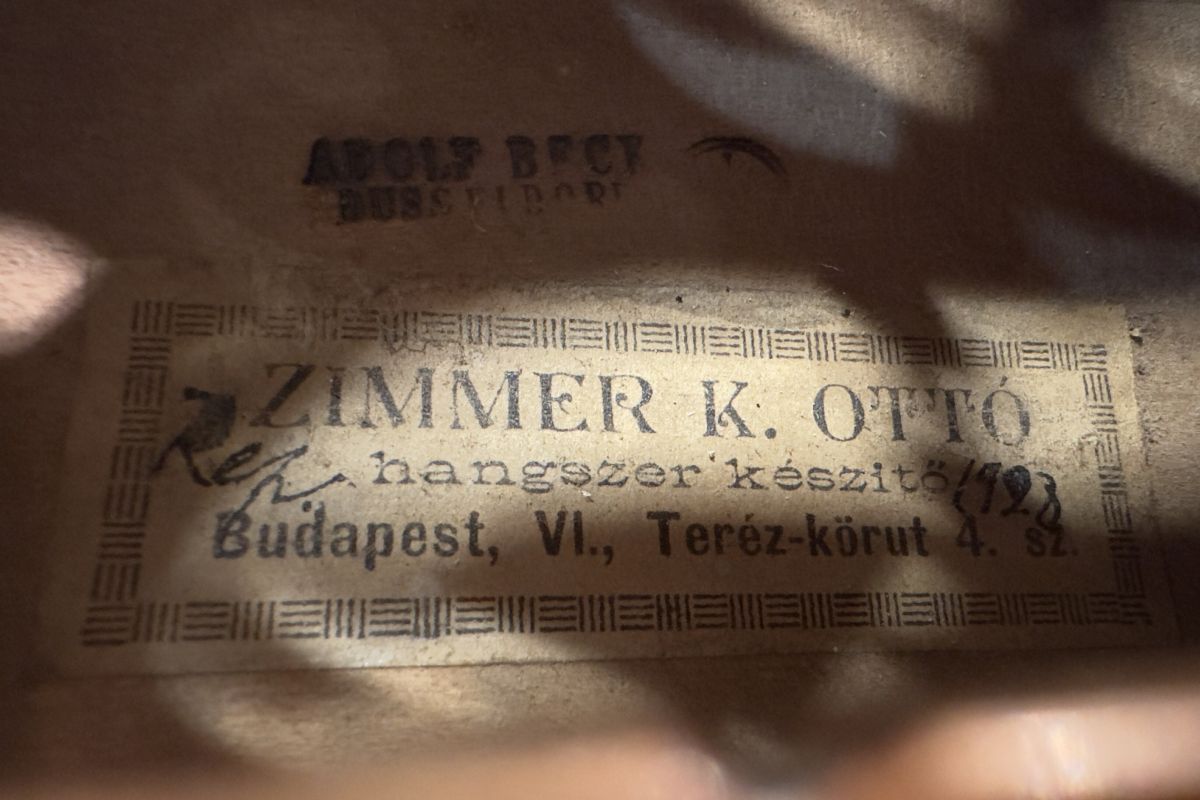 ADOLF BECK
DUSSELDORF
ZIMMER K. OTTÓ
Rep. hangszer készitő 1928
Budapest, VI., Teréz-körut 4. sz.